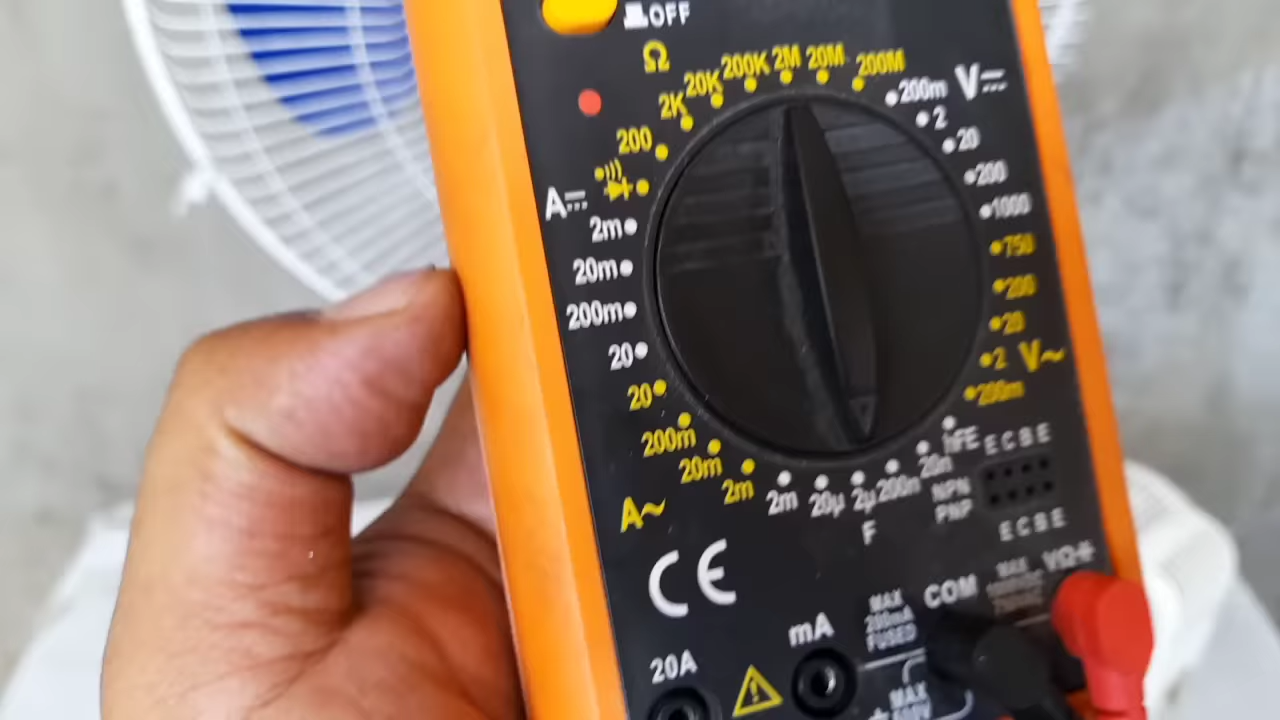 OFF
Ω
2K 20K 200K 2M 20M 200M
200
A
2m
20m
200m
20
20
200m
20m
2m
A~
200m V
2
20
200
1000
750
200
20
2 V~
200m
hFE
2m 20µ 2µ 200n 20n
F
E C B E
NPN
PNP
E C B E
CE
20A
mA
MAX
200mA
FUSED
COM
MAX
VΩ
MAX